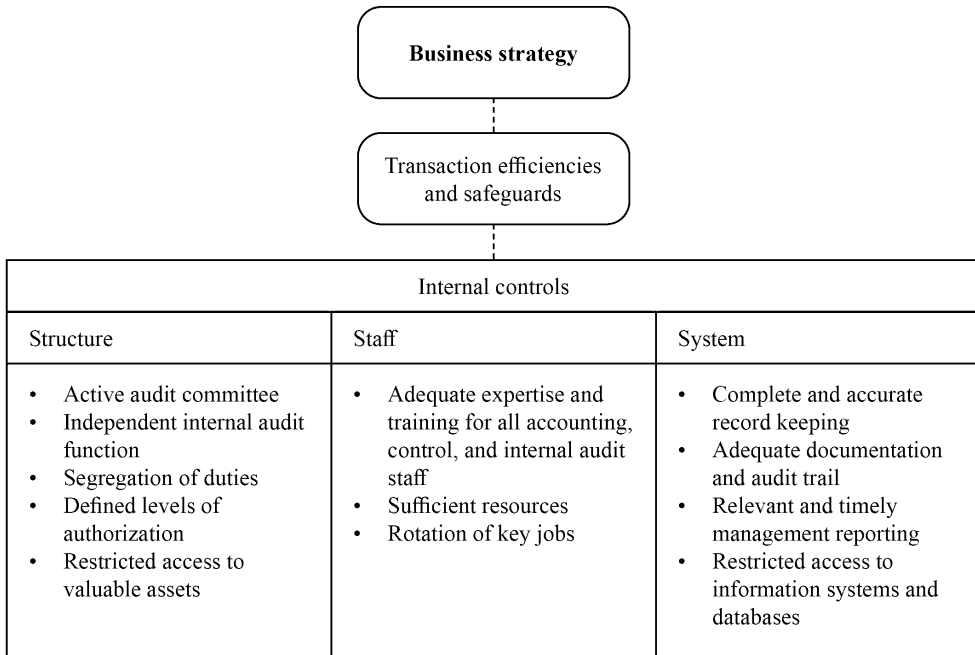 Business strategy
Transaction efficiencies
and safeguards
Internal controls
Structure
• Active audit committee
• Independent internal audit
function
• Segregation of duties
• Defined levels of
authorization
• Restricted access to
valuable assets
Staff
• Adequate expertise and
training for all accounting,
control, and internal audit
staff
• Sufficient resources
• Rotation of key jobs
System
• Complete and accurate
record keeping
• Adequate documentation
and audit trail
• Relevant and timely
management reporting
• Restricted access to
information systems and
databases